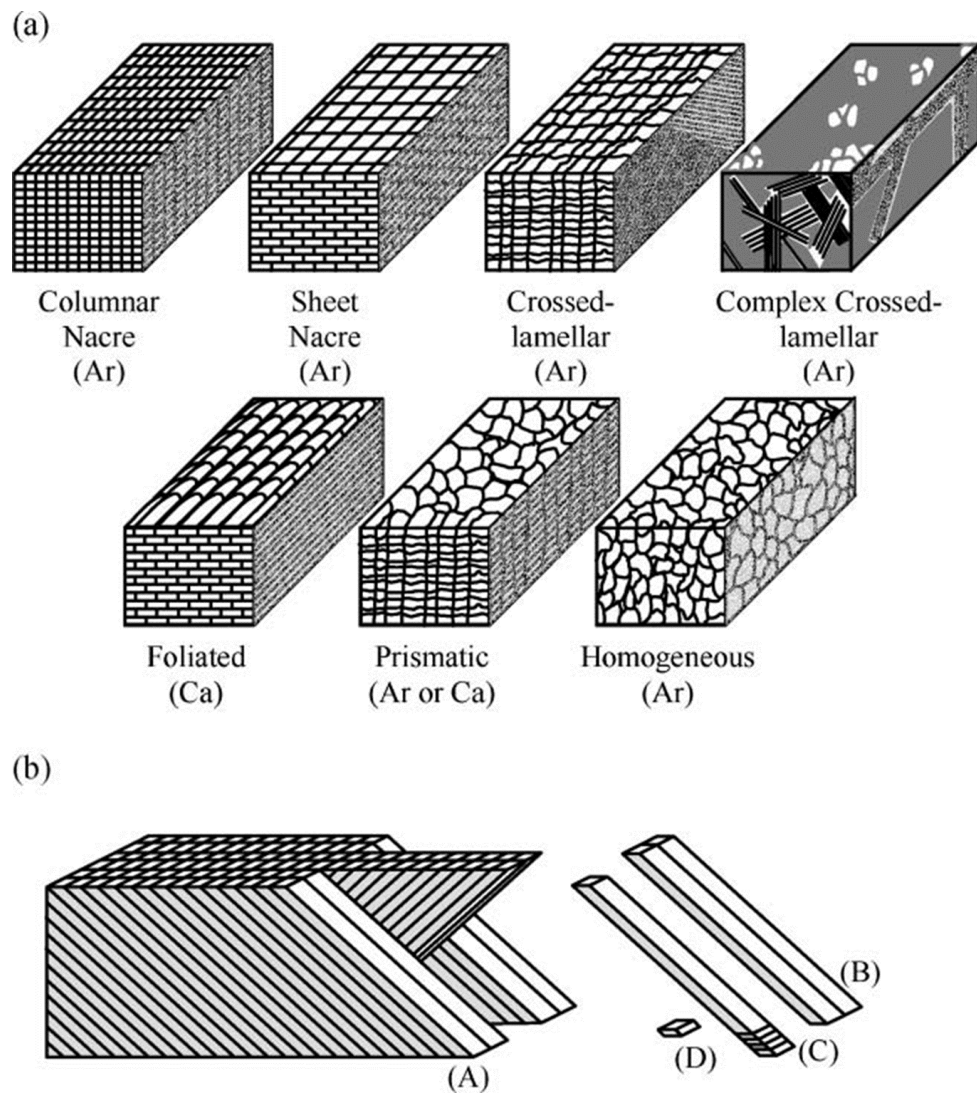 (a)
Columnar
Nacre
(Ar)
Sheet
Nacre
(Ar)
Crossed-
lamellar
(Ar)
Complex Crossed-
lamellar
(Ar)
Foliated
(Ca)
Prismatic
(Ar or Ca)
Homogeneous
(Ar)
(b)
(A)
(B)
(C)
(D)